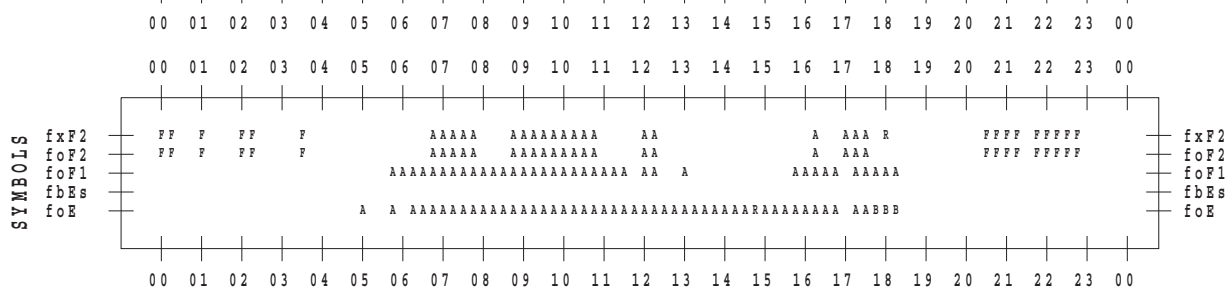 00 01 02 03 04 05 06 07 08 09 10 11 12 13 14 15 16 17 18 19 20 21 22 23 00
00 01 02 03 04 05 06 07 08 09 10 11 12 13 14 15 16 17 18 19 20 21 22 23 00
SYMBOLS
fxF2 FF F FF F AAAAA AAAAAAAAA AA A AAA R FFFF FFFFF fxF2
foF2 FF F FF F AAAAA AAAAAAAAA AA A AAA FFFF FFFFF foF2
foF1 AAAAAAAAAAAAAAAAAAAAAAAA AA A AAAAA AAAAA foF1
fbEs fbEs
foE A A AAAAAAAAAAAAAAAAAAAAAAAAAAAAAAAAAARAAAAAAAA AABBB foE
00 01 02 03 04 05 06 07 08 09 10 11 12 13 14 15 16 17 18 19 20 21 22 23 00